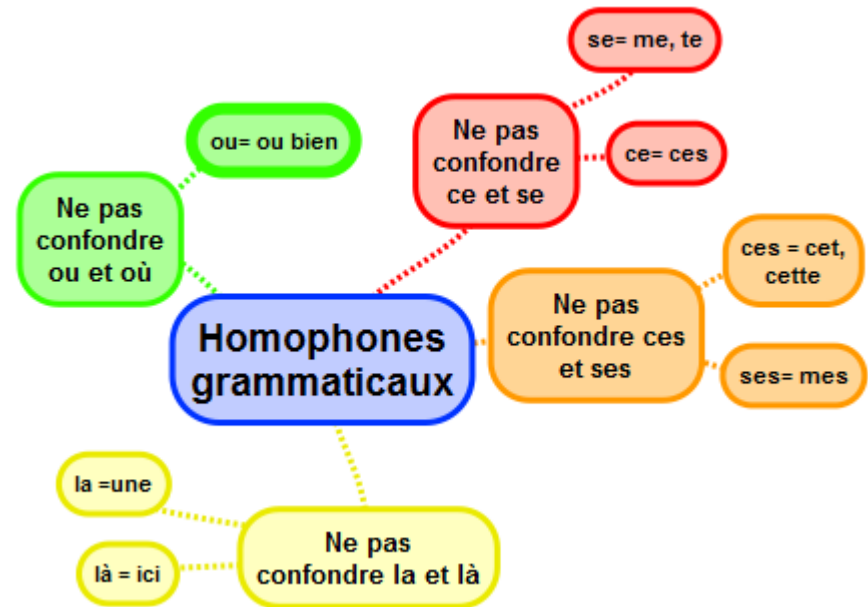 Homophones
grammaticaux
Ne pas
confondre
ou et où
ou= ou bien
Ne pas
confondre
ce et se
se= me, te
ce= ces
Ne pas
confondre ces
et ses
ces = cet,
cette
ses= mes
Ne pas
confondre la et là
la =une
là = ici